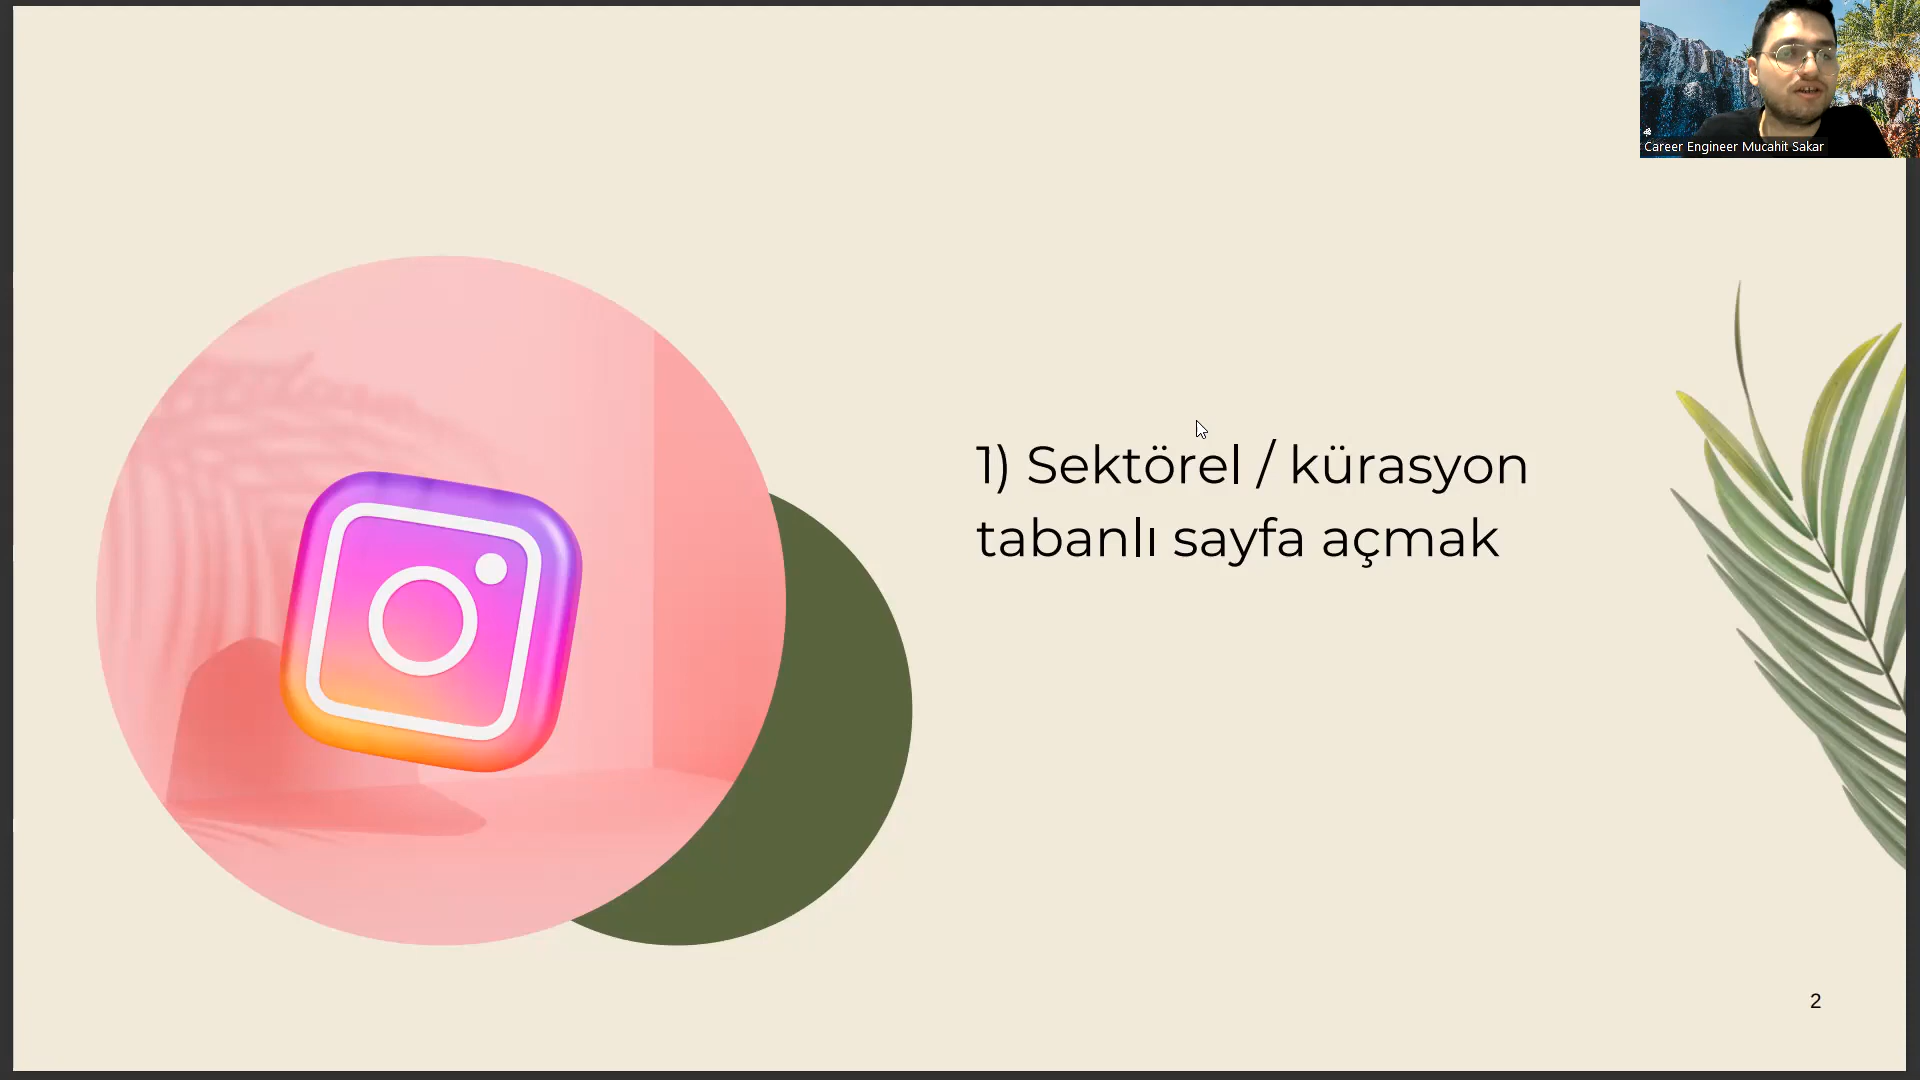 Career Engineer Mucahit Sakar
1) Sektörel / kürasyon
tabanlı sayfa açmak
2